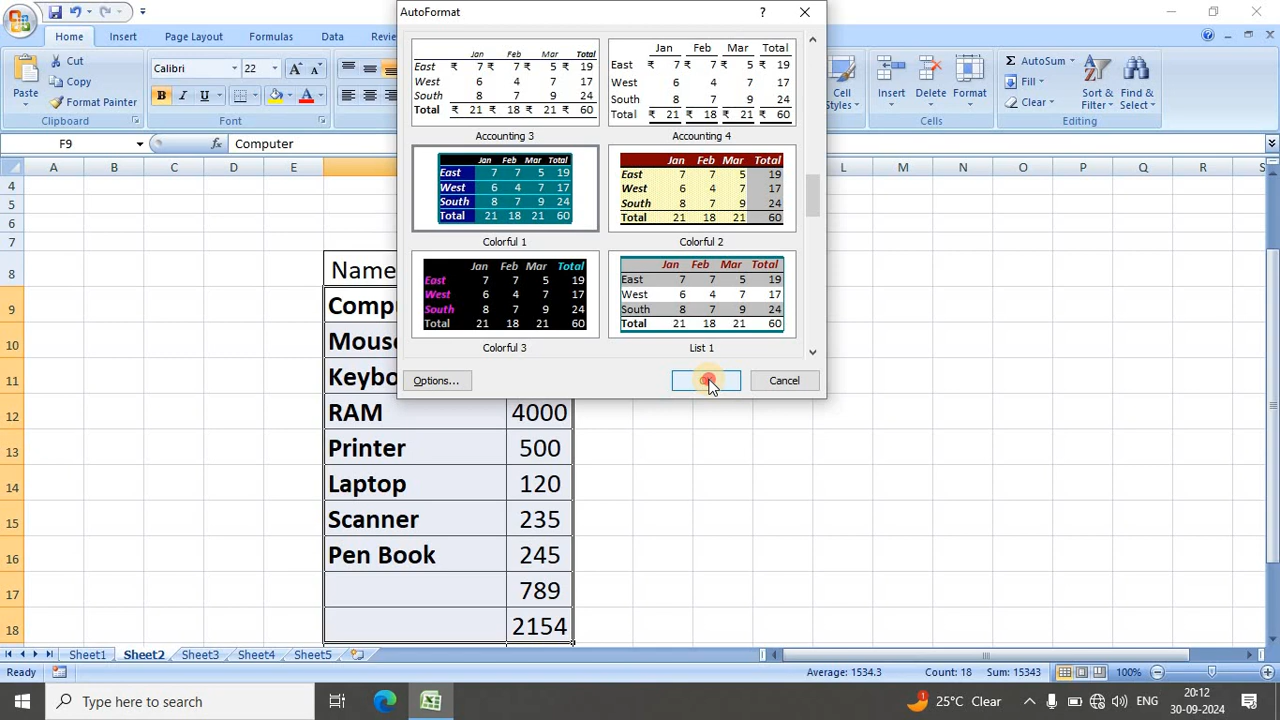 AutoFormat
?
Home Insert Page Layout Formulas Data
Cut
Copy
Format Painter
Paste
Clipboard
Calibri 22
B I U
Font
Cell
Styles
Insert Delete Format
Cells
AutoSum
Fill
Clear
Sort &
Filter
Find &
Select
Editing
F9
fx
Computer
A B C D E L M N O P Q R
4
5
6
7
8
9
10
11
12
13
14
15
16
17
18
Jan Feb Mar Total
East ₹ 7 ₹ 7 ₹ 5 ₹ 19
West 6 4 7 17
South 8 7 9 24
Total ₹ 21 ₹ 18 ₹ 21 ₹ 60
Accounting 3
Jan Feb Mar Total
East ₹ 7 ₹ 7 ₹ 5 ₹ 19
West 6 4 7 17
South 8 7 9 24
Total ₹ 21 ₹ 18 ₹ 21 ₹ 60
Accounting 4
Jan Feb Mar Total
East 7 7 5 19
West 6 4 7 17
South 8 7 9 24
Total 21 18 21 60
Colorful 1
Jan Feb Mar Total
East 7 7 5 19
West 6 4 7 17
South 8 7 9 24
Total 21 18 21 60
Colorful 2
Jan Feb Mar Total
East 7 7 5 19
West 6 4 7 17
South 8 7 9 24
Total 21 18 21 60
Colorful 3
Jan Feb Mar Total
East 7 7 5 19
West 6 4 7 17
South 8 7 9 24
Total 21 18 21 60
List 1
Options... Cancel
Name
RAM 4000
Printer 500
Laptop 120
Scanner 235
Pen Book 245
789
2154
Sheet1 Sheet2 Sheet3 Sheet4 Sheet5
Ready
Average: 1534.3 Count: 18 Sum: 15343 100%
Type here to search
25°C Clear
ENG
20:12
30-09-2024